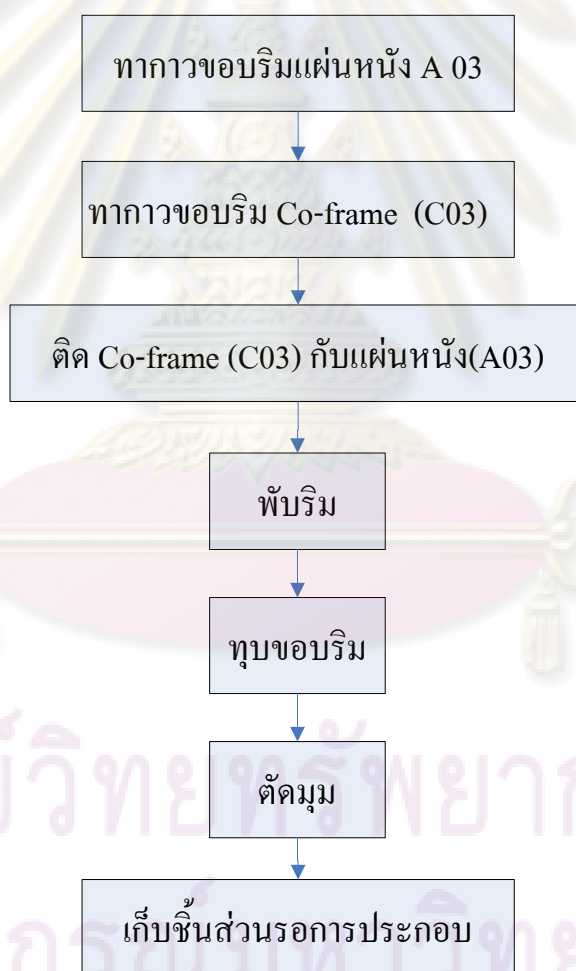 ทากาวขอบริมแผ่นหนัง A 03
ทากาวขอบริม Co-frame (C03)
ติด Co-frame (C03) กับแผ่นหนัง(A03)
พับริม
ทุบขอบริม
ตัดมุม
เก็บชิ้นส่วนรอการประกอบ